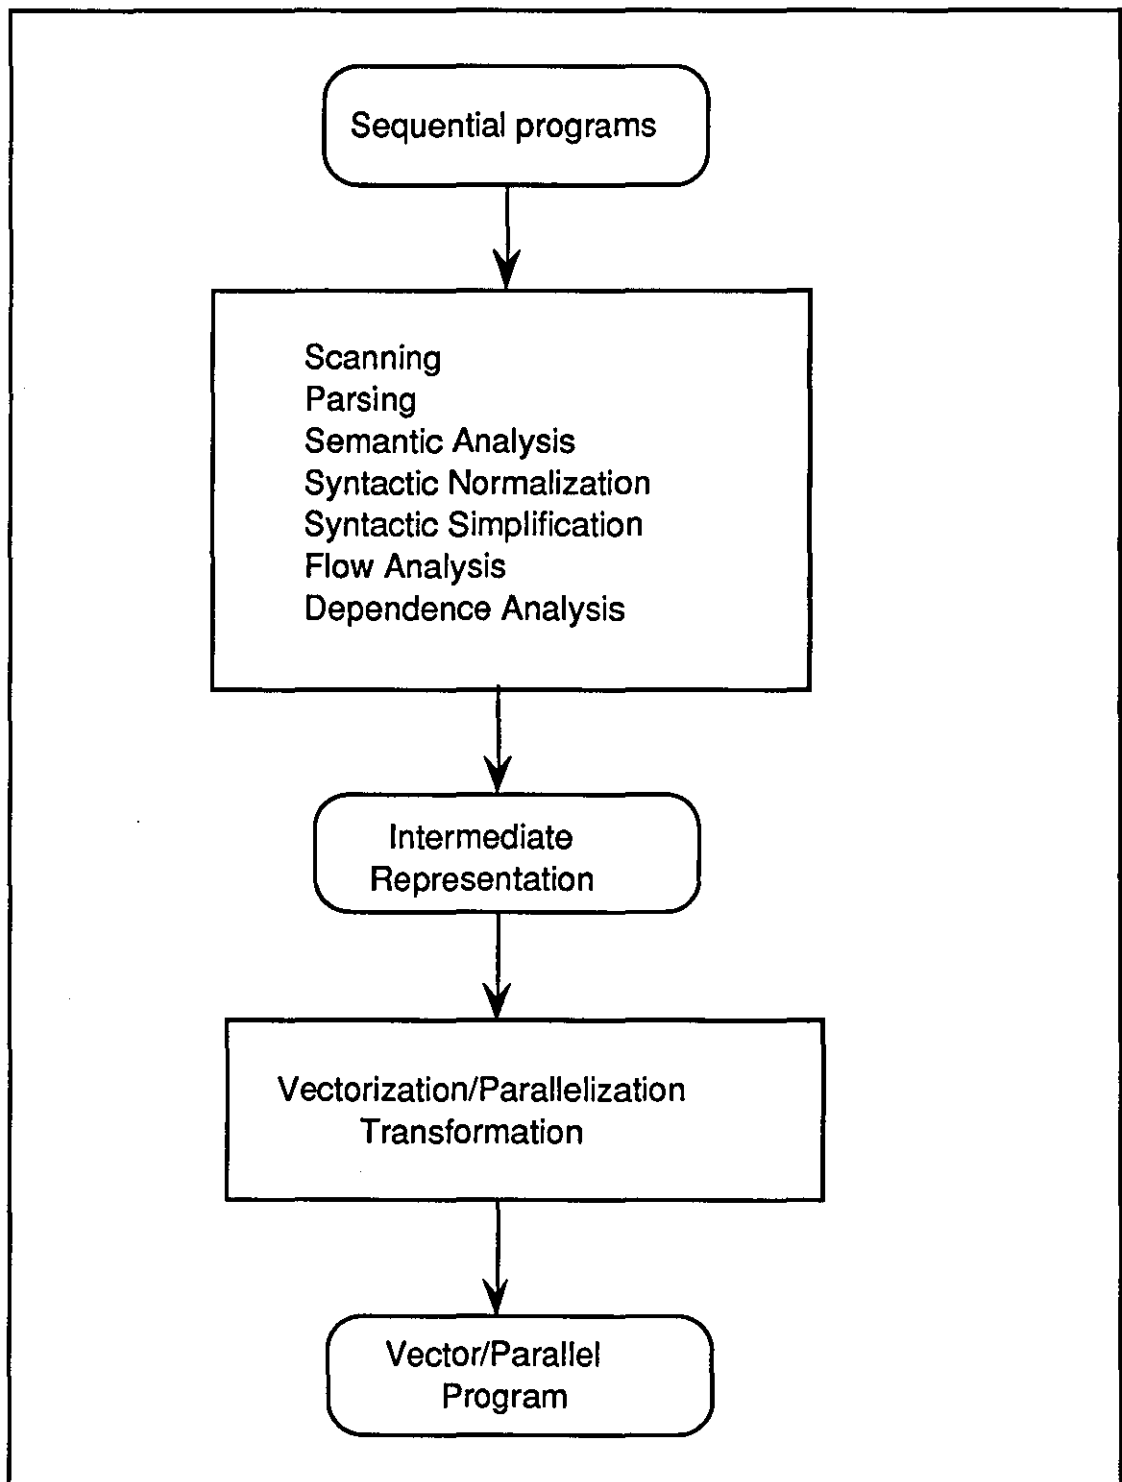 Sequential programs
Scanning
Parsing
Semantic Analysis
Syntactic Normalization
Syntactic Simplification
Flow Analysis
Dependence Analysis
Intermediate
Representation
Vectorization/Parallelization
Transformation
Vector/Parallel
Program